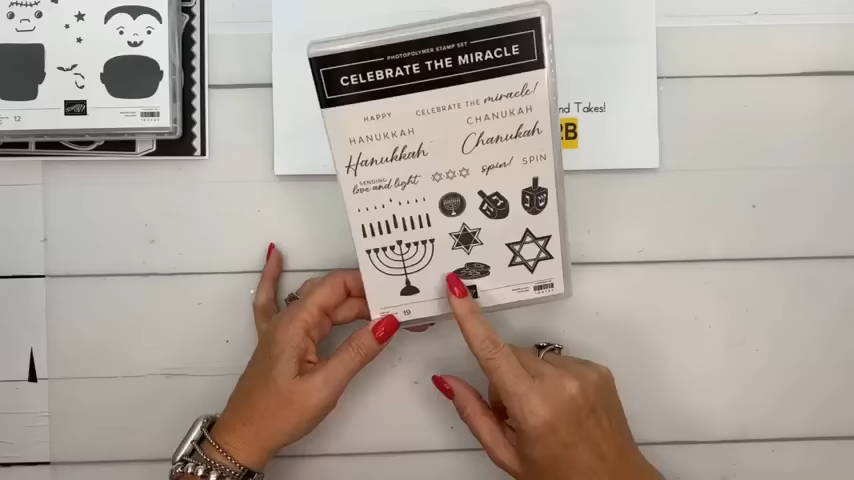 PHOTOPOLYMER STAMP SET
CELEBRATE THE MIRACLE
HAPPY
CELEBRATE THE miracle!
HANUKKAH
CHANUKAH
Hanukkah
Chanukah
SENDING
love and light
spin!
SPIN
19
12
nd Takes!
2B